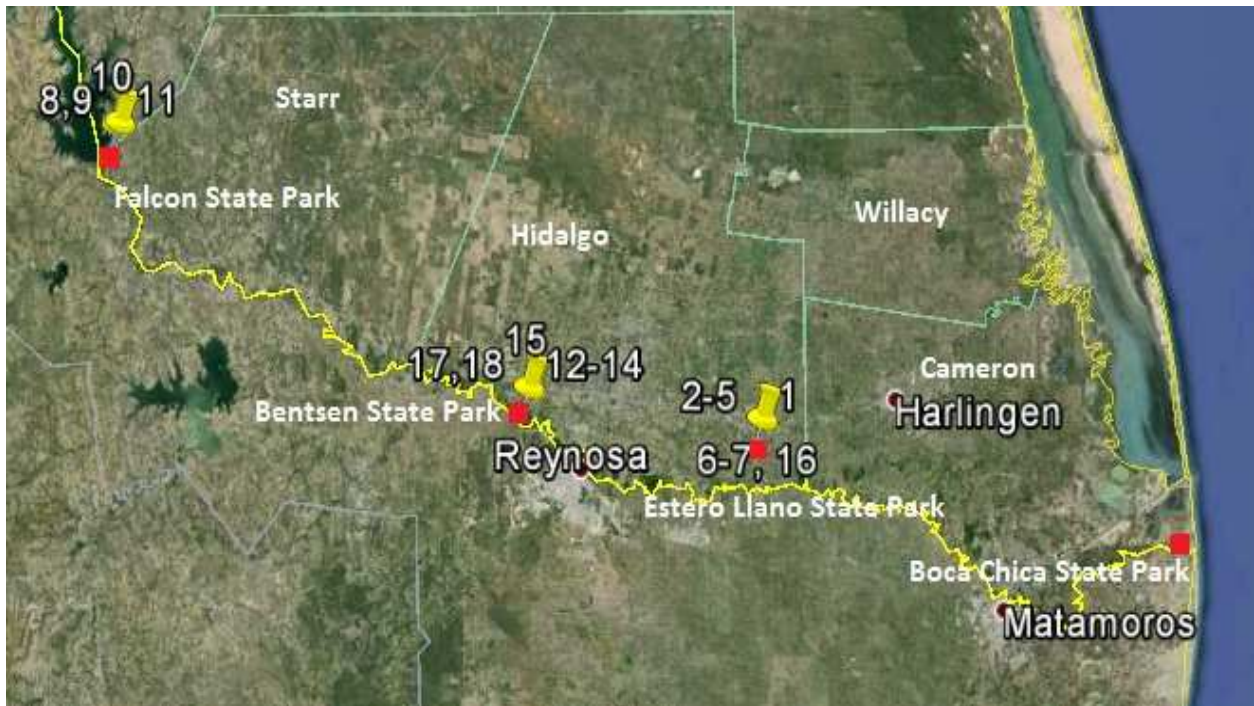 10
8,9
11
Starr
Falcon State Park
Willacy
Hidalgo
15
17,18
12-14
Cameron
2-5
1
Bentsen State Park
Harlingen
Reynosa
6-7, 16
Estero Llano State Park
Boca Chica State Park
Matamoros